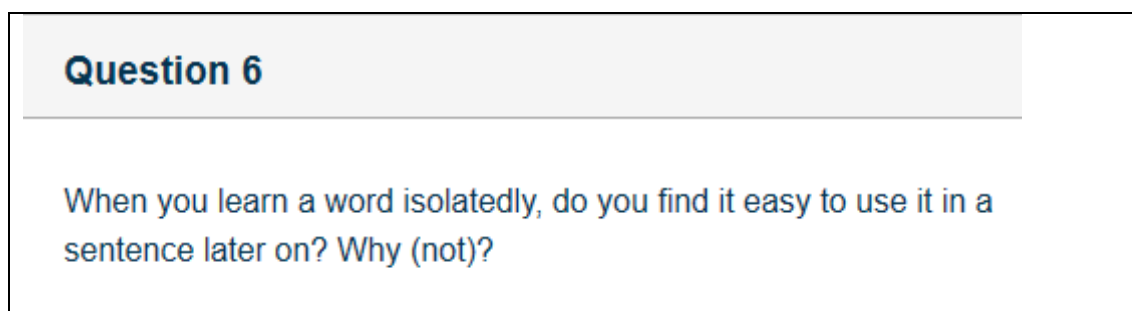 Question 6
When you learn a word isolatedly, do you find it easy to use it in a
sentence later on? Why (not)?